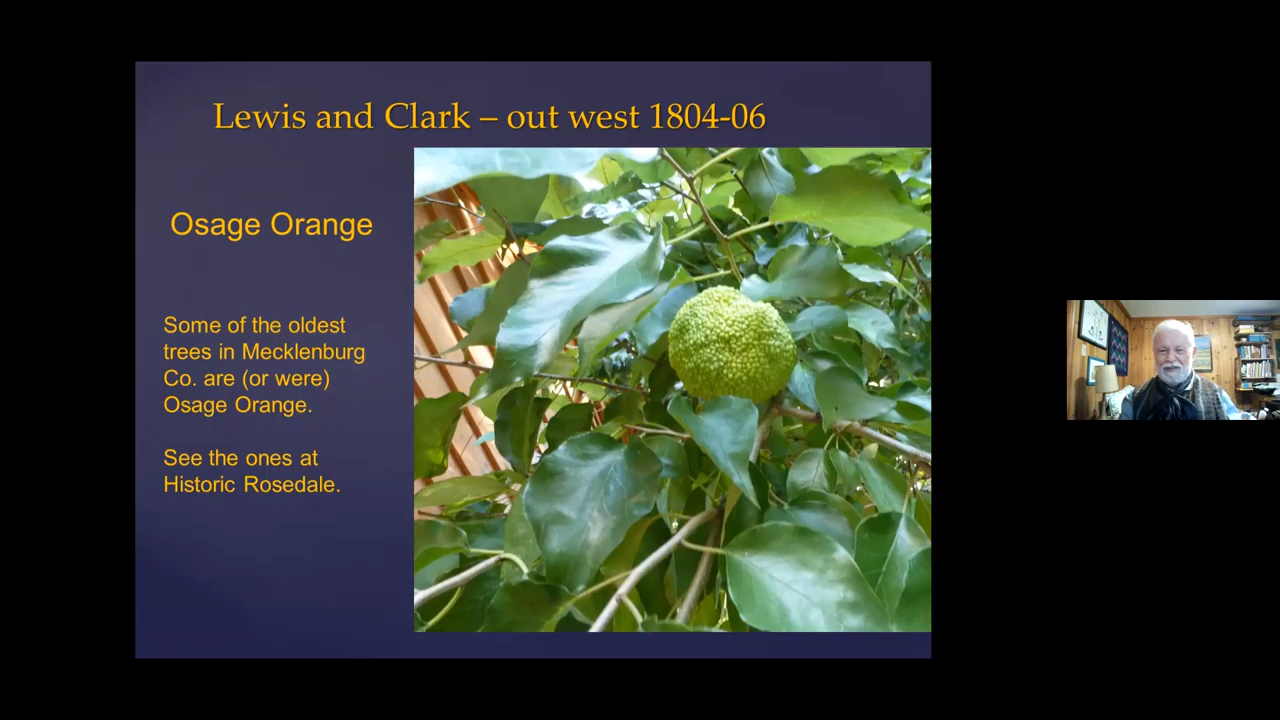 Lewis and Clark – out west 1804-06
Osage Orange
Some of the oldest
trees in Mecklenburg
Co. are (or were)
Osage Orange.
See the ones at
Historic Rosedale.